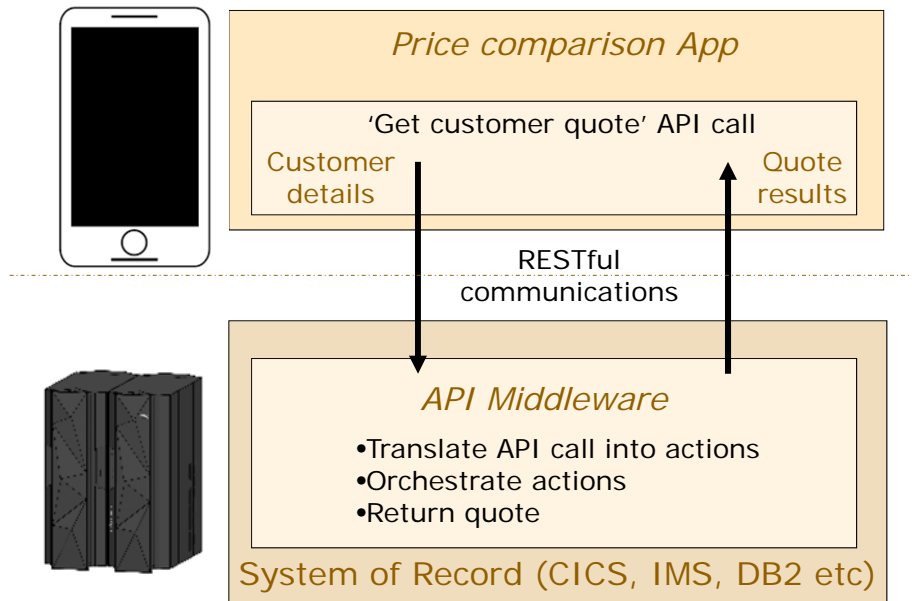 Price comparison App
‘Get customer quote’ API call
Customer
details
Quote
results
RESTful
communications
API Middleware
•Translate API call into actions
•Orchestrate actions
•Return quote
System of Record (CICS, IMS, DB2 etc)